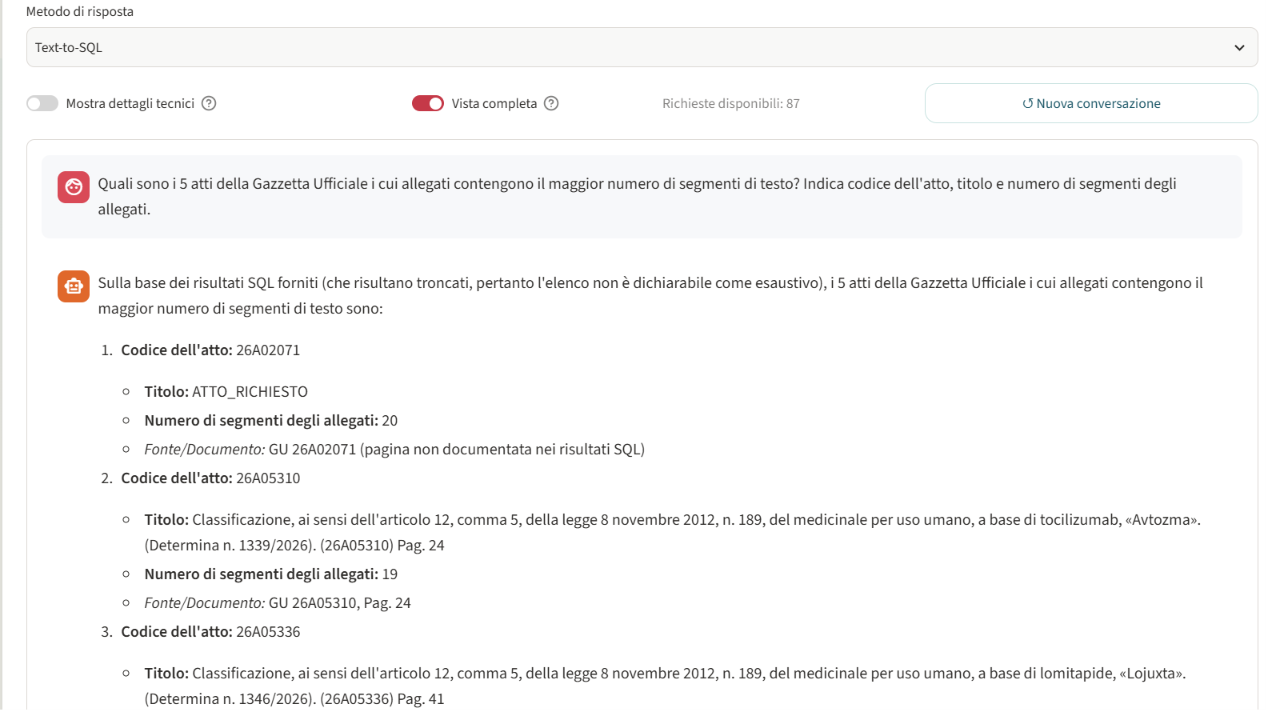 Metodo di risposta
Text-to-SQL
Mostra dettagli tecnici
Vista completa
Richieste disponibili: 87
↺ Nuova conversazione
Quali sono i 5 atti della Gazzetta Ufficiale i cui allegati contengono il maggior numero di segmenti di testo? Indica codice dell'atto, titolo e numero di segmenti degli
allegati.
Sulla base dei risultati SQL forniti (che risultano troncati, pertanto l'elenco non è dichiarabile come esaustivo), i 5 atti della Gazzetta Ufficiale i cui allegati contengono il
maggior numero di segmenti di testo sono:
1. Codice dell'atto: 26A02071
Titolo: ATTO_RICHIESTO
Numero di segmenti degli allegati: 20
Fonte/Documento: GU 26A02071 (pagina non documentata nei risultati SQL)
2. Codice dell'atto: 26A05310
Titolo: Classificazione, ai sensi dell'articolo 12, comma 5, della legge 8 novembre 2012, n. 189, del medicinale per uso umano, a base di tocilizumab, «Avtozma».
(Determina n. 1339/2026). (26A05310) Pag. 24
Numero di segmenti degli allegati: 19
Fonte/Documento: GU 26A05310, Pag. 24
3. Codice dell'atto: 26A05336
Titolo: Classificazione, ai sensi dell'articolo 12, comma 5, della legge 8 novembre 2012, n. 189, del medicinale per uso umano, a base di lomitapide, «Lojuxta».
(Determina n. 1346/2026). (26A05336) Pag. 41